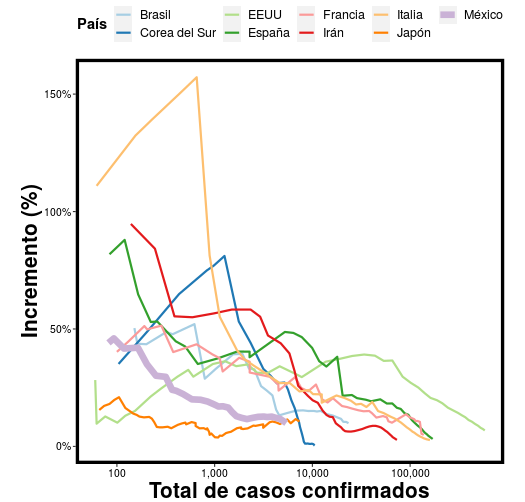 País
Brasil EEUU Francia Italia México
Corea del Sur España Irán Japón
Incremento (%)
150%
100%
50%
0%
100 1,000 10,000 100,000
Total de casos confirmados